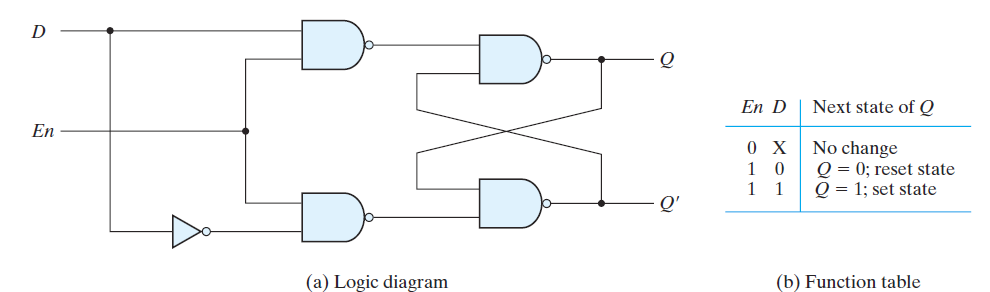 D
En
Q
Q'
(a) Logic diagram
En D Next state of Q
0 X No change
1 0 Q = 0; reset state
1 1 Q = 1; set state
(b) Function table